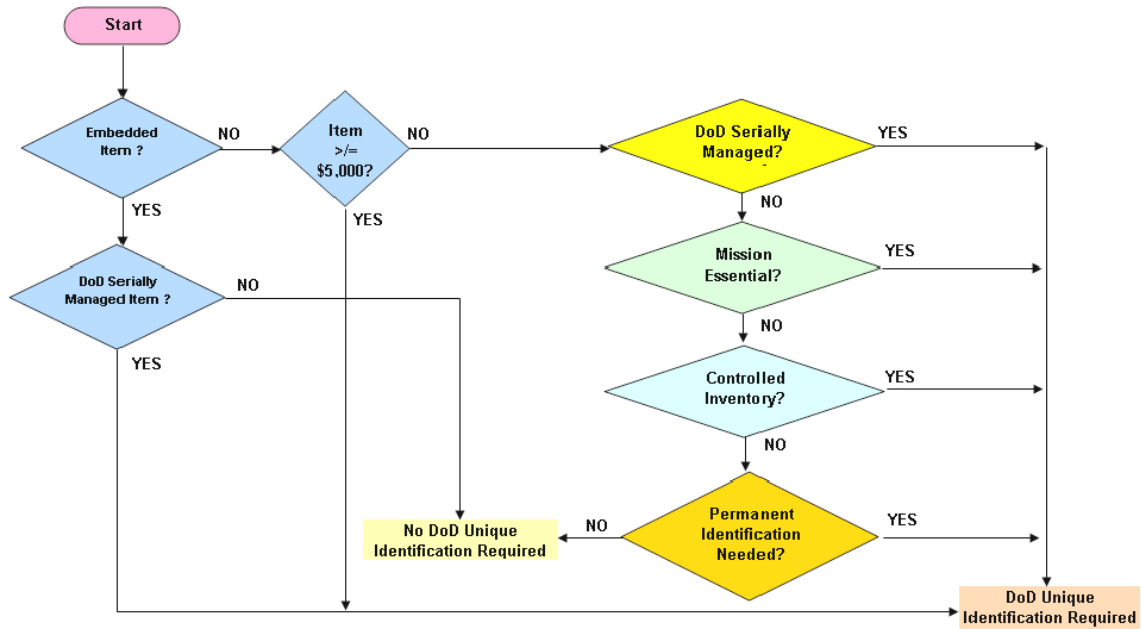 Start
Embedded
Item ?
NO
Item
>/=
$5,000?
NO
DoD Serially
Managed?
YES
YES
YES
NO
DoD Serially
Managed Item ?
NO
Mission
Essential?
YES
YES
NO
Controlled
Inventory?
YES
NO
Permanent
Identification
Needed?
YES
NO
No DoD Unique
Identification Required
DoD Unique
Identification Required